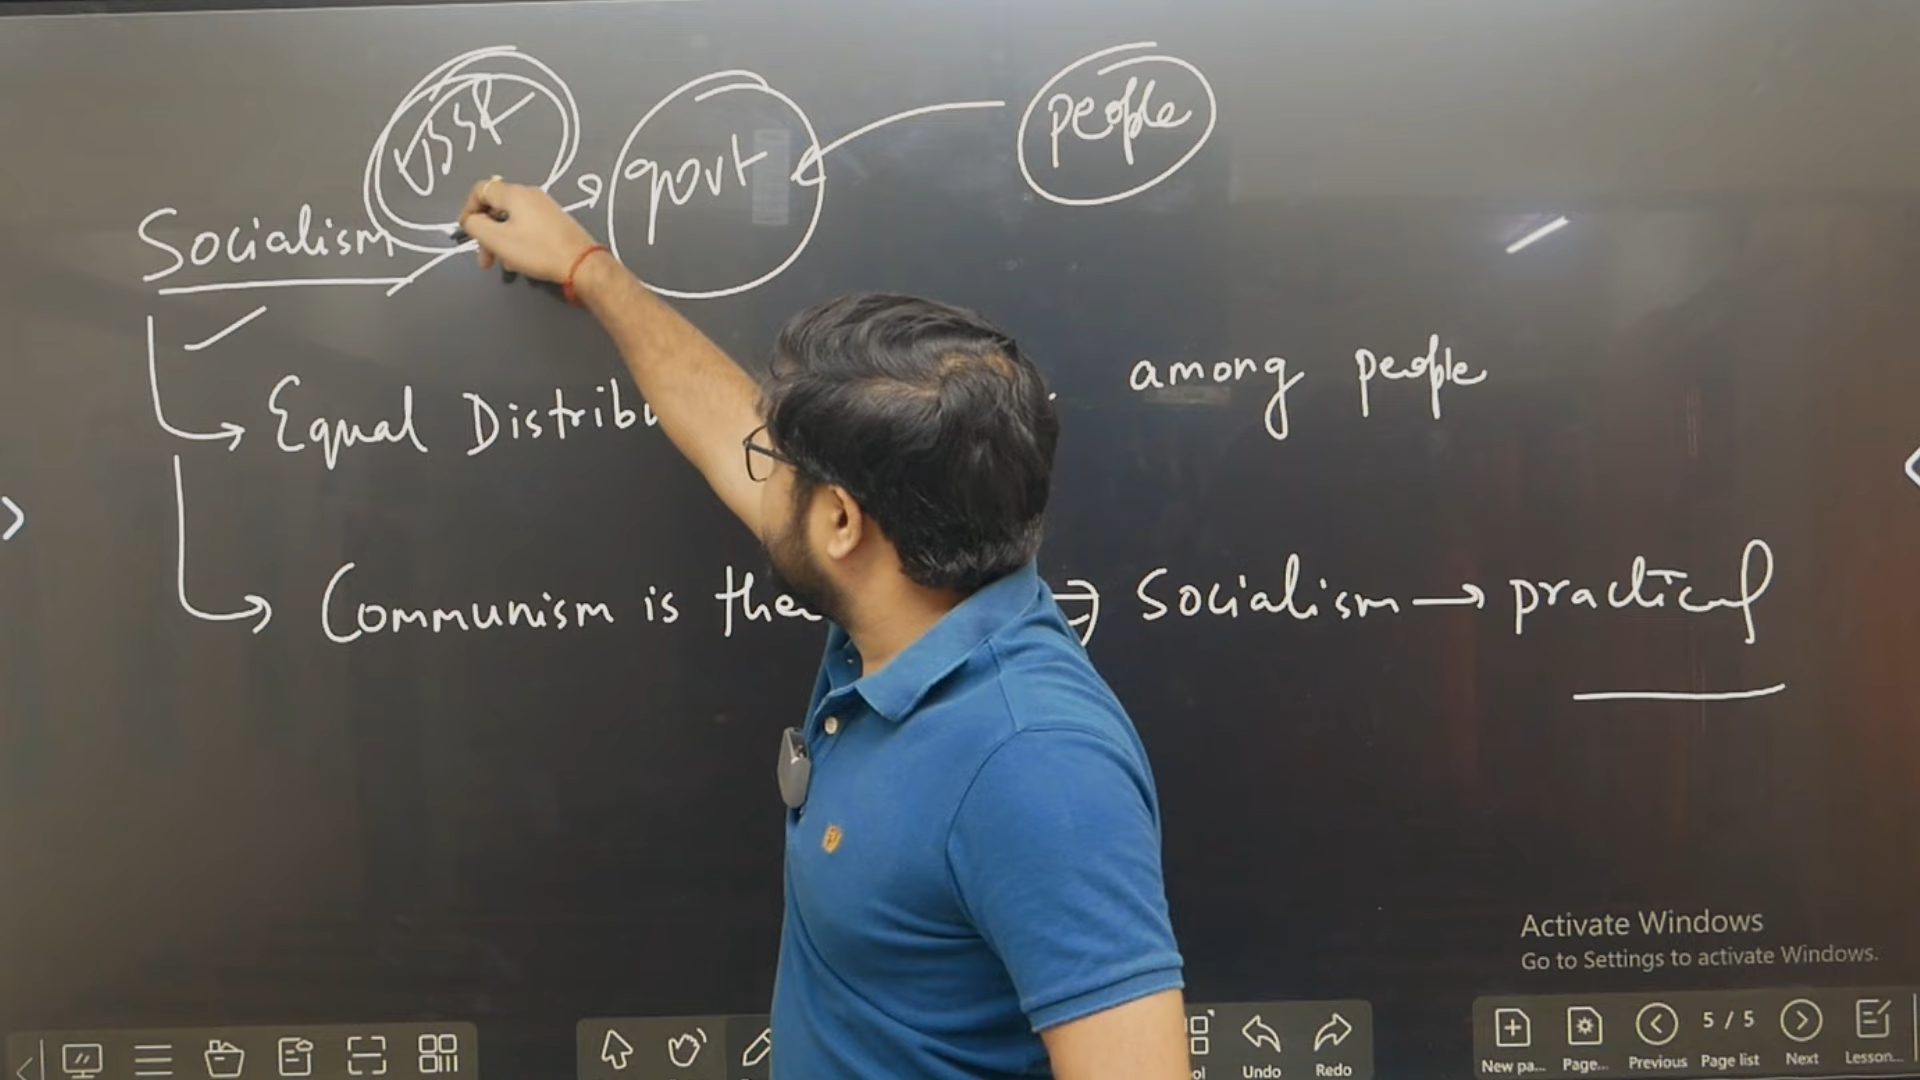 USSR
govt
people
Socialism
Equal Distribu
among people
Communism is the
Socialism → practical
Activate Windows
Go to Settings to activate Windows.
Undo
Redo
New pa...
Page...
Previous
5 / 5
Page list
Next
Lesson...